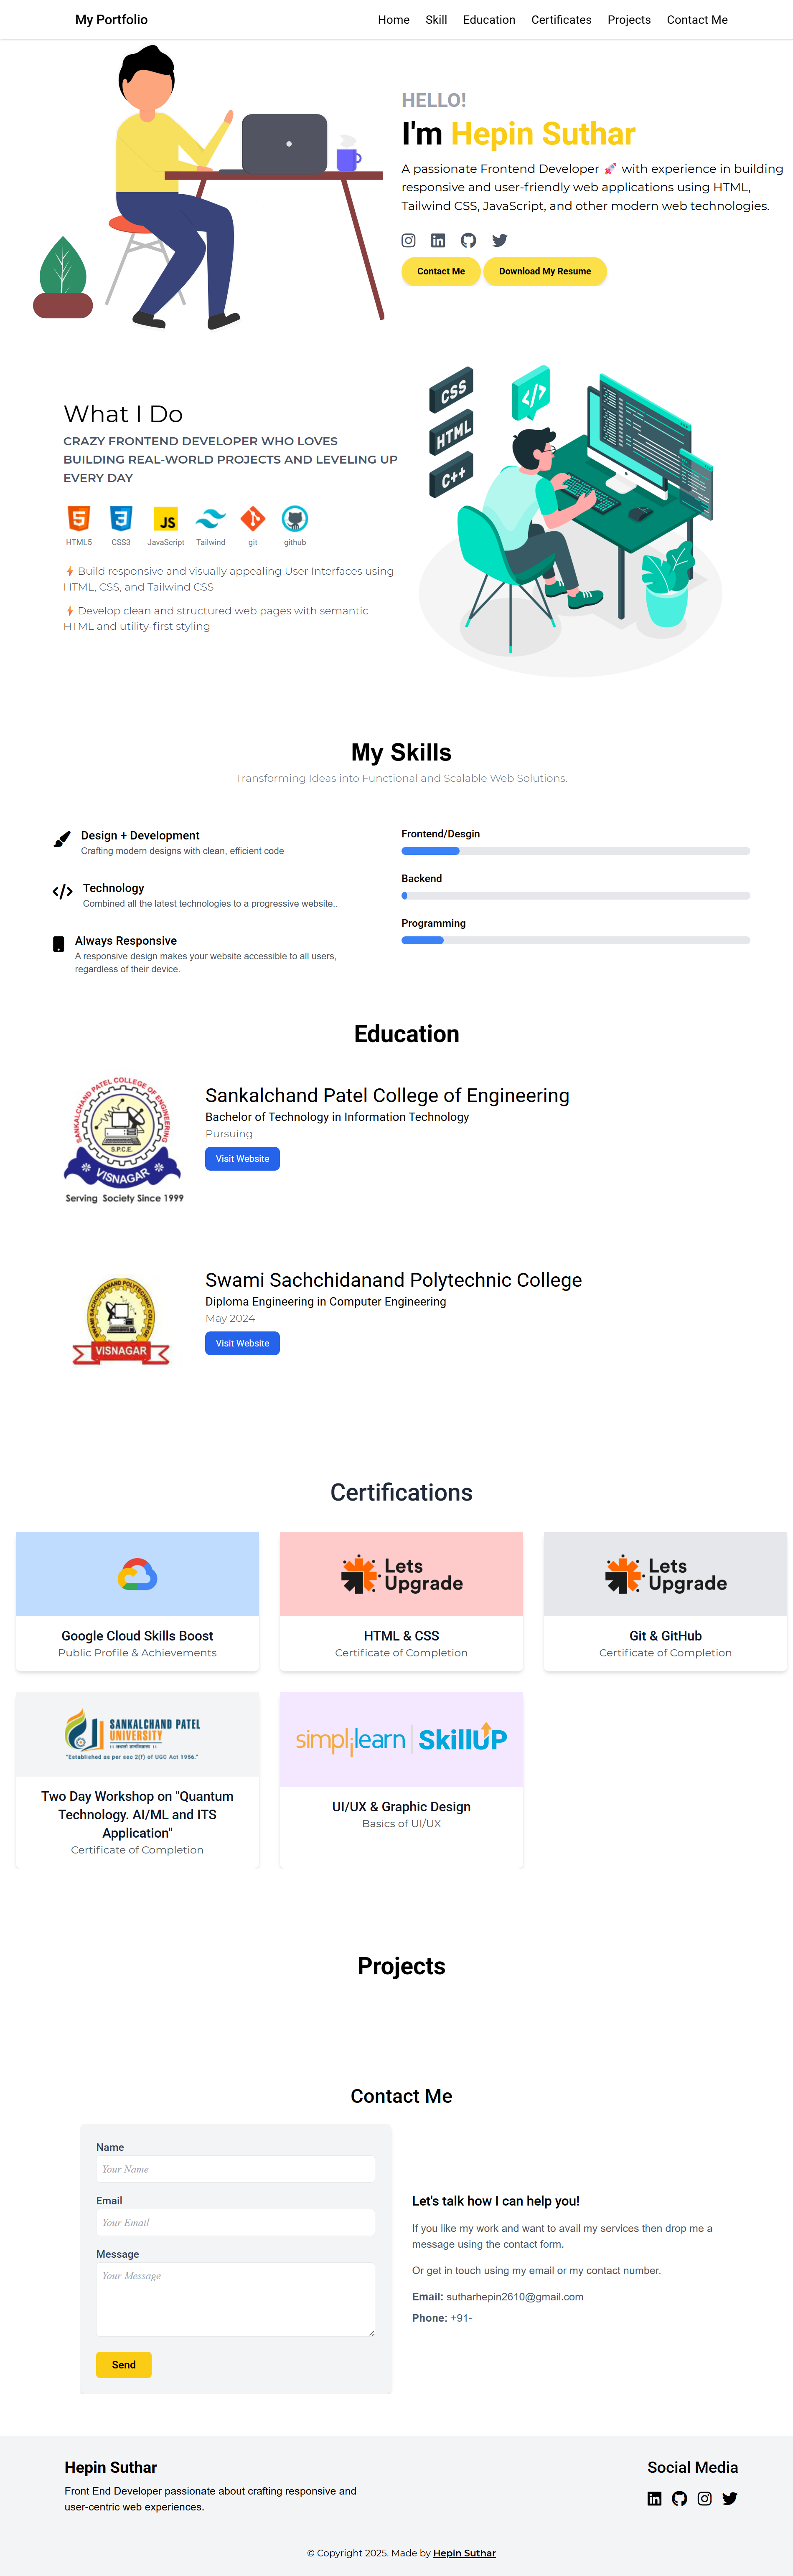 My Portfolio
Home Skill Education Certificates Projects Contact Me
HELLO!
I'm Hepin Suthar
A passionate Frontend Developer 🚀 with experience in building
responsive and user-friendly web applications using HTML,
Tailwind CSS, JavaScript, and other modern web technologies.
Contact Me Download My Resume
What I Do
CRAZY FRONTEND DEVELOPER WHO LOVES
BUILDING REAL-WORLD PROJECTS AND LEVELING UP
EVERY DAY
5 3 JS
HTML5 CSS3 JavaScript Tailwind git github
⚡ Build responsive and visually appealing User Interfaces using
HTML, CSS, and Tailwind CSS
⚡ Develop clean and structured web pages with semantic
HTML and utility-first styling
CSS
</>
HTML
C++
My Skills
Transforming Ideas into Functional and Scalable Web Solutions.
Design + Development
Crafting modern designs with clean, efficient code
Technology
Combined all the latest technologies to a progressive website..
Always Responsive
A responsive design makes your website accessible to all users,
regardless of their device.
Frontend/Desgin
Backend
Programming
Education
SANKALCHAND PATEL COLLEGE OF ENGINEERING
S.P.C.E.
VISNAGAR
Serving Society Since 1999
Sankalchand Patel College of Engineering
Bachelor of Technology in Information Technology
Pursuing
Visit Website
SWAMI SACHCHIDANAND POLYTECHNIC COLLEGE
VISNAGAR
Swami Sachchidanand Polytechnic College
Diploma Engineering in Computer Engineering
May 2024
Visit Website
Certifications
Google Cloud Skills Boost
Public Profile & Achievements
Lets
Upgrade
HTML & CSS
Certificate of Completion
Lets
Upgrade
Git & GitHub
Certificate of Completion
SANKALCHAND PATEL
UNIVERSITY
"Established as per sec 2(f) of UGC Act 1956."
Two Day Workshop on "Quantum
Technology. AI/ML and ITS
Application"
Certificate of Completion
simplilearn | SkillUP
UI/UX & Graphic Design
Basics of UI/UX
Projects
Contact Me
Name
Your Name
Email
Your Email
Message
Your Message
Send
Let's talk how I can help you!
If you like my work and want to avail my services then drop me a
message using the contact form.
Or get in touch using my email or my contact number.
Email: sutharhepin2610@gmail.com
Phone: +91-
Hepin Suthar
Front End Developer passionate about crafting responsive and
user-centric web experiences.
Social Media
© Copyright 2025. Made by Hepin Suthar